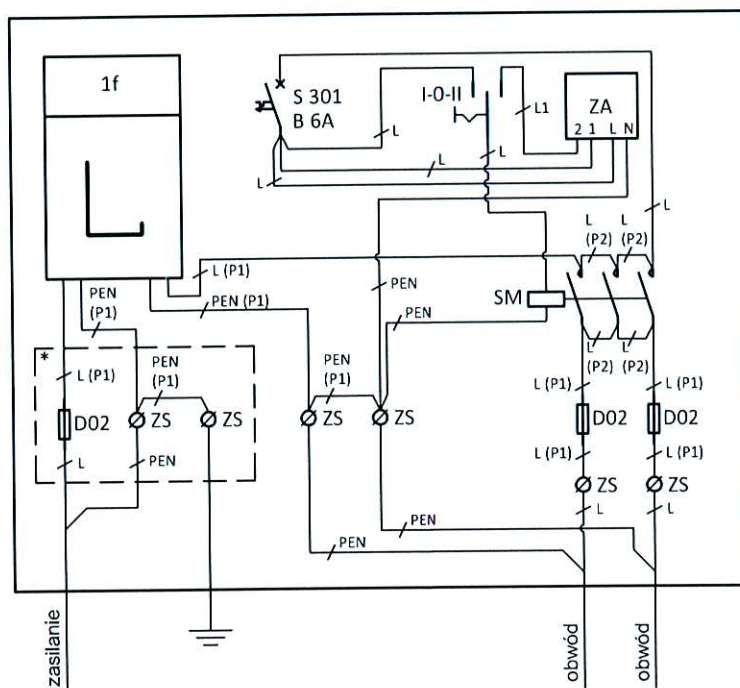 1f
S 301
B 6A
I-0-II
ZA
2 1 L N
L
L1
L
L
L
L
L (P1)
PEN (P1)
PEN
(P1)
L
(P2)
L
(P2)
SM
PEN
PEN
L
(P2)
L
(P2)
*
L (P1)
PEN
(P1)
D02
ZS
ZS
L
PEN
PEN
(P1)
ZS
ZS
L (P1)
L (P1)
D02
D02
L (P1)
L (P1)
ZS
ZS
L
L
PEN
PEN
zasilanie
obwód
obwód